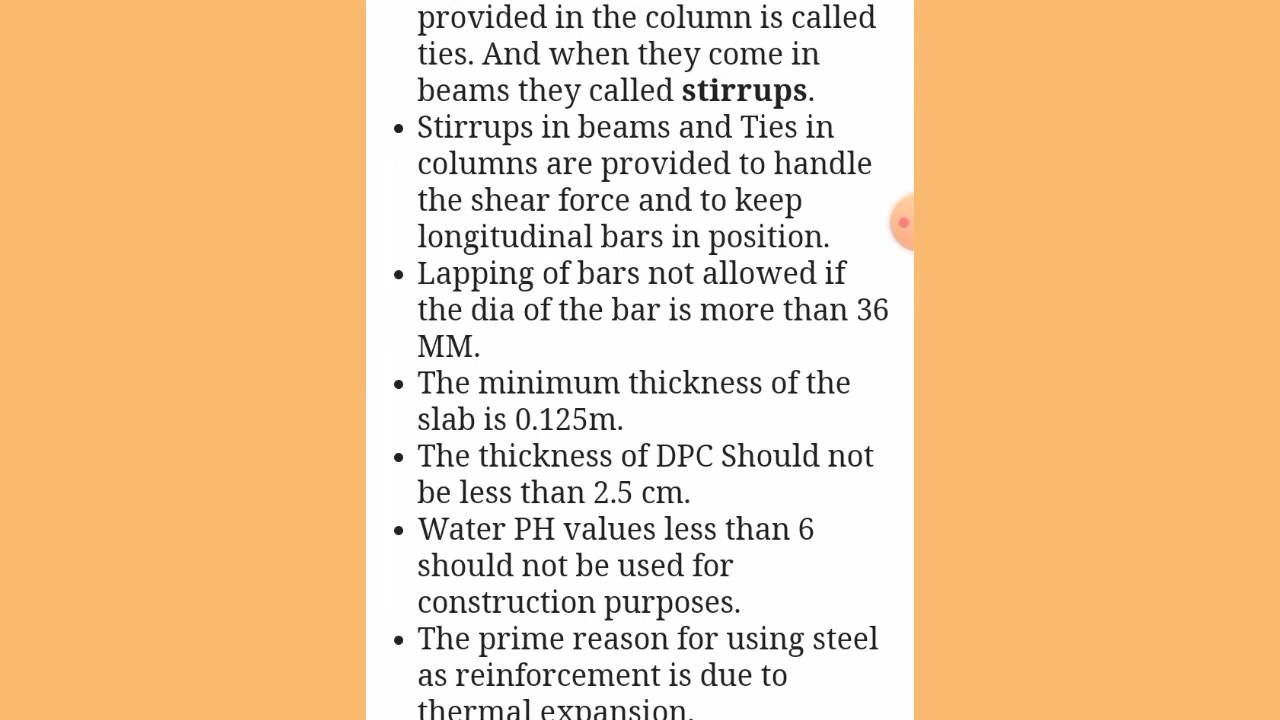 provided in the column is called
ties. And when they come in
beams they called stirrups.
• Stirrups in beams and Ties in
columns are provided to handle
the shear force and to keep
longitudinal bars in position.
• Lapping of bars not allowed if
the dia of the bar is more than 36
MM.
• The minimum thickness of the
slab is 0.125m.
• The thickness of DPC Should not
be less than 2.5 cm.
• Water PH values less than 6
should not be used for
construction purposes.
• The prime reason for using steel
as reinforcement is due to
thermal expansion.